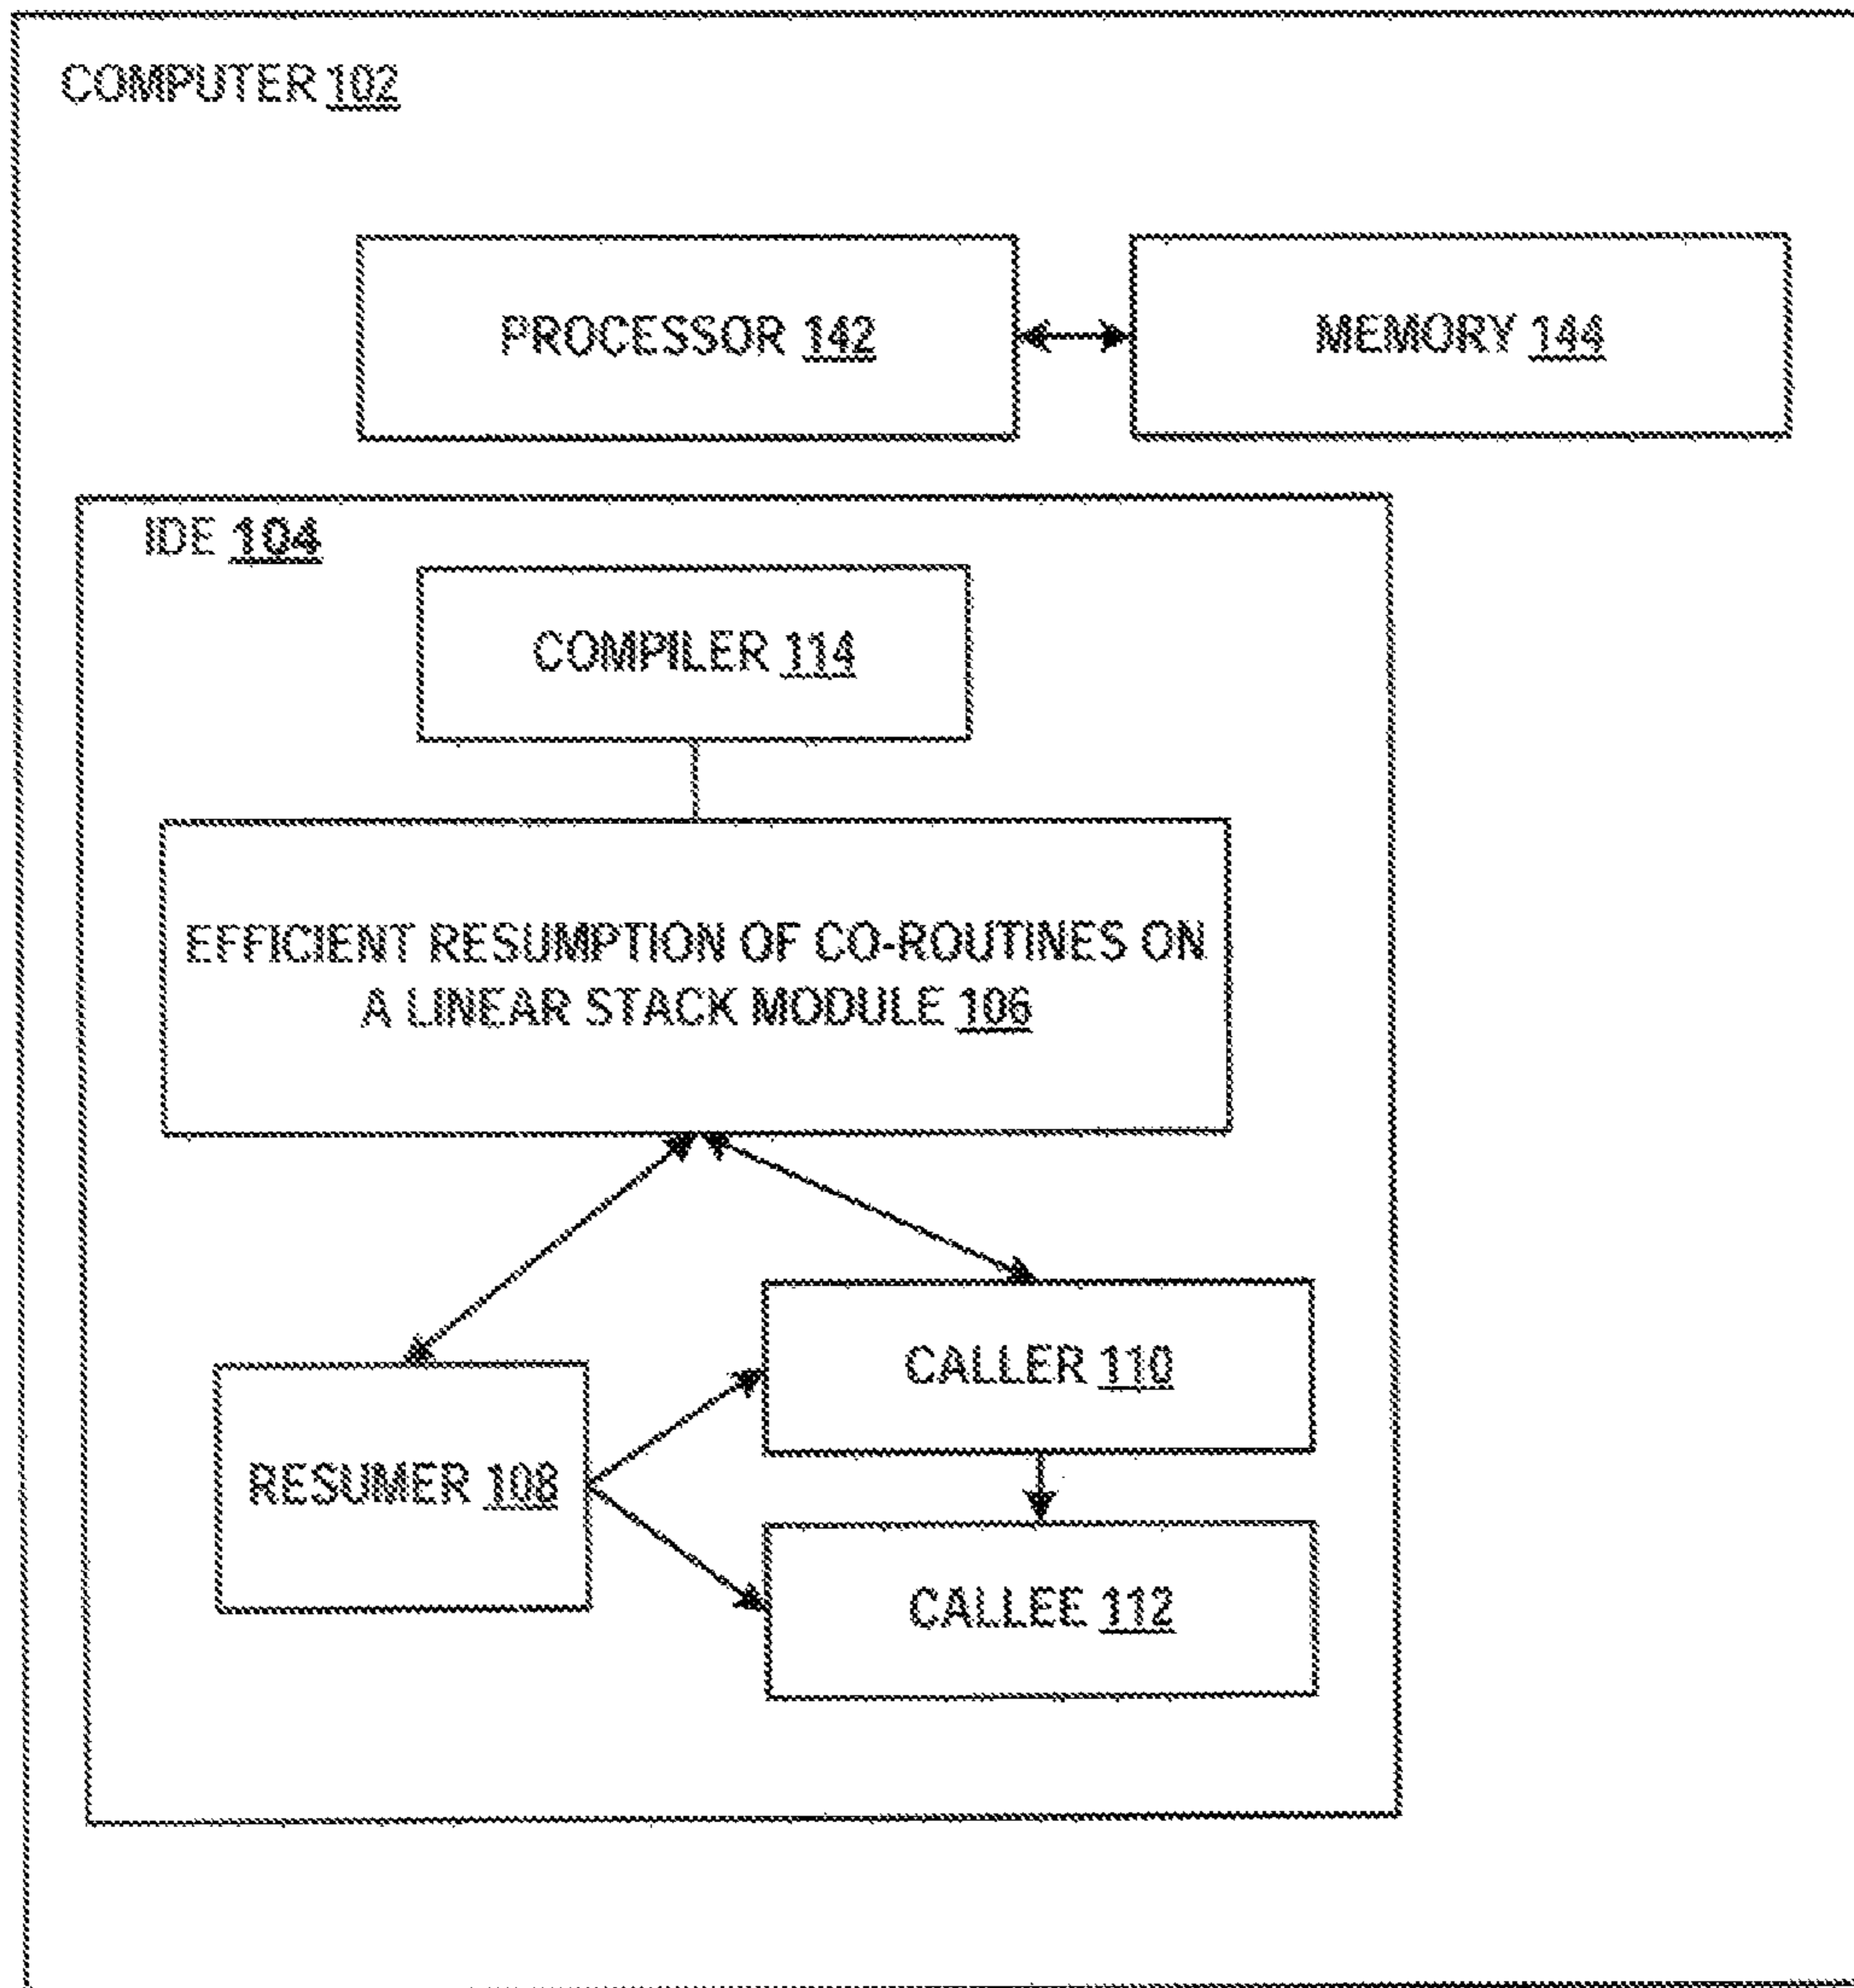 COMPUTER 102
PROCESSOR 142
MEMORY 144
IDE 104
COMPILER 114
EFFICIENT RESUMPTION OF CO-ROUTINES ON
A LINEAR STACK MODULE 106
CALLER 110
RESUMER 108
CALLEE 112